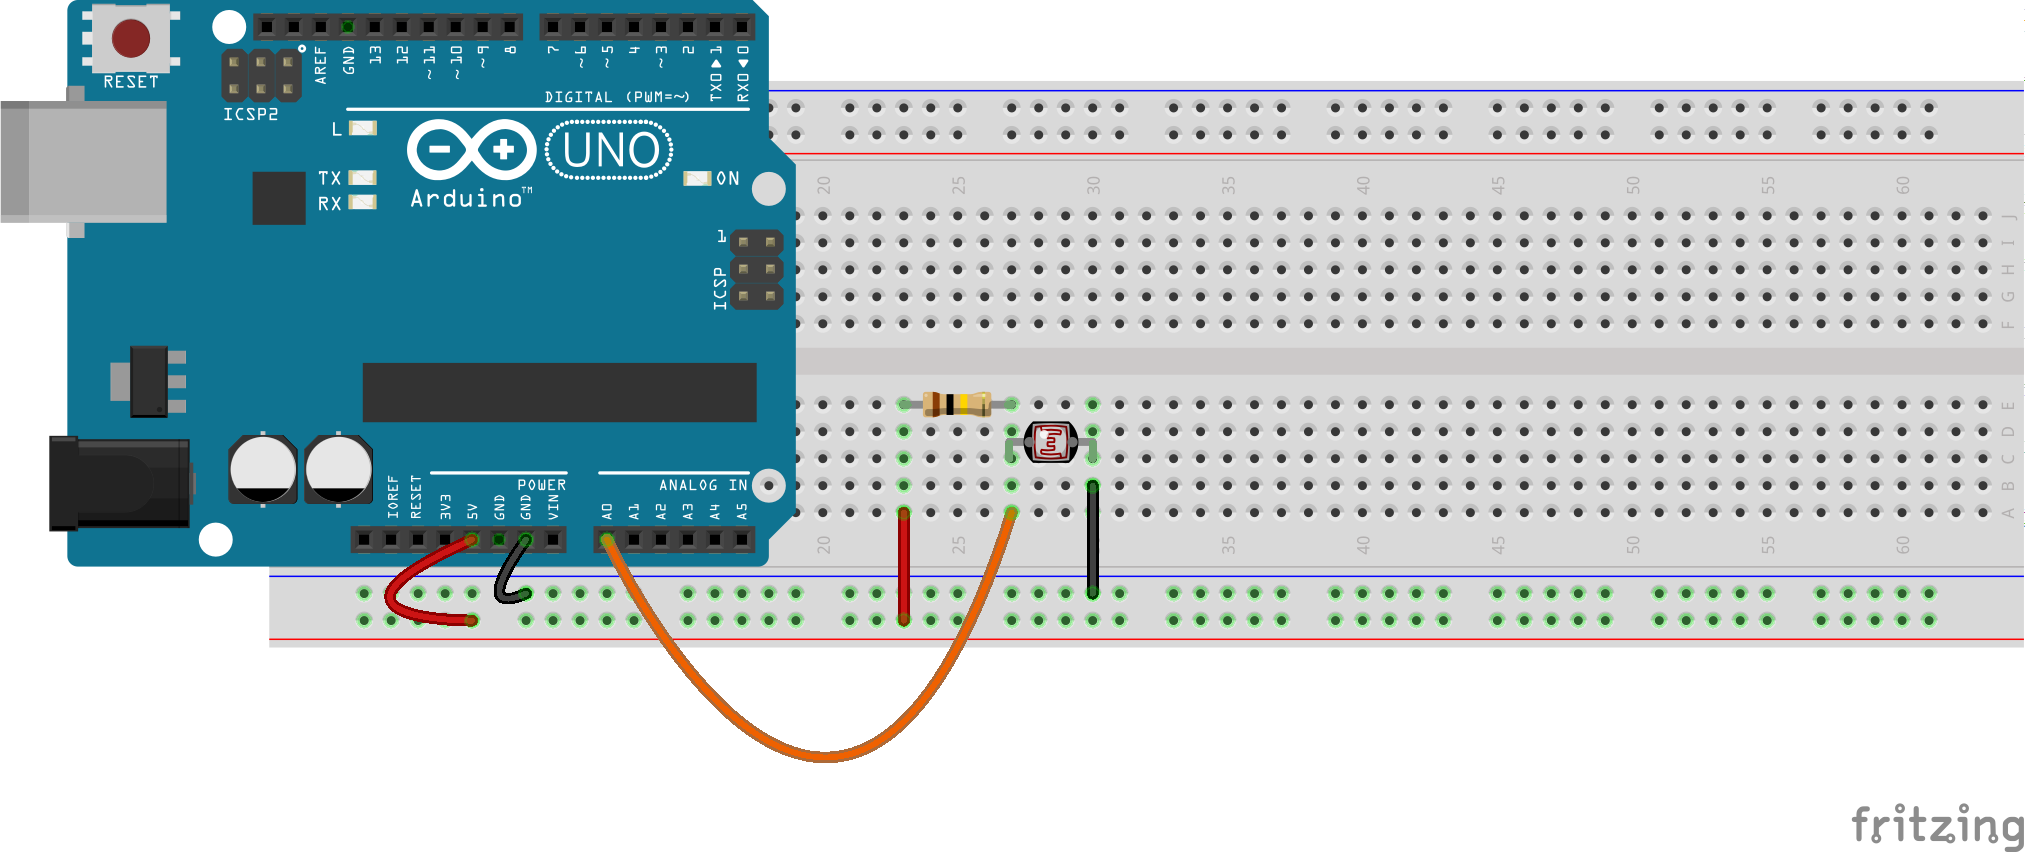 RESET
ICSP2
AREF
GND
13
12
~11
~10
~9
8
7
~6
~5
4
~3
2
TX0▶1
RX0◀0
DIGITAL (PWM=~)
L
TX
RX
Arduino™
UNO
ON
1
ICSP
IOREF
RESET
3V3
5V
GND
GND
VIN
POWER
ANALOG IN
A0
A1
A2
A3
A4
A5
20
25
30
35
40
45
50
55
60
J
I
H
G
F
E
D
C
B
A
20
25
35
40
45
50
55
60
fritzing